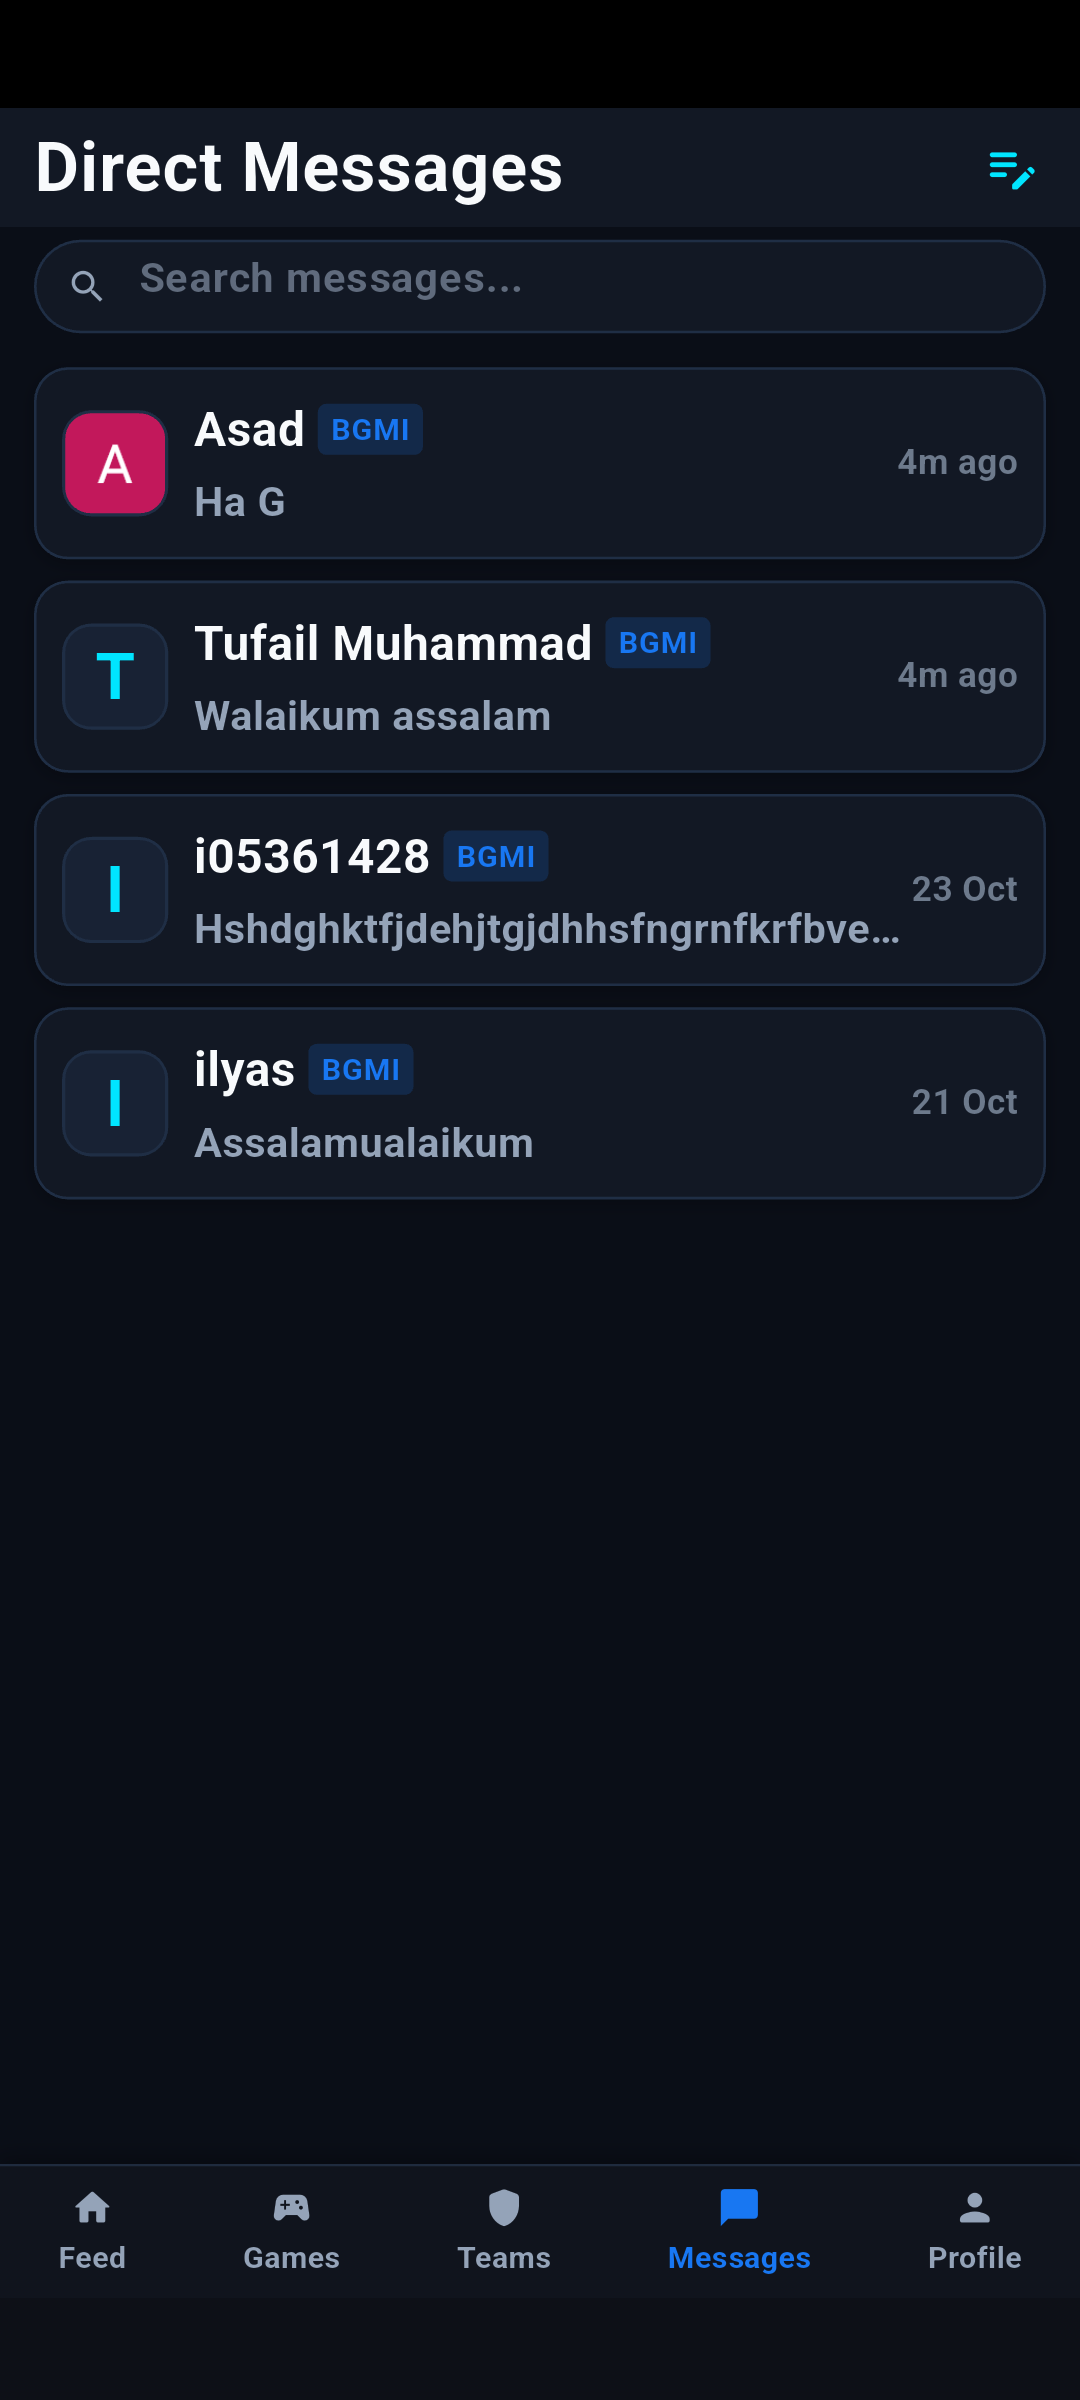 Direct Messages
Search messages...
A
Asad BGMI
4m ago
Ha G
T
Tufail Muhammad BGMI
4m ago
Walaikum assalam
I
i05361428 BGMI
23 Oct
Hshdghktfjdehjtgjdhhsfngrnfkrfbve...
I
ilyas BGMI
21 Oct
Assalamualaikum
Feed Games Teams Messages Profile